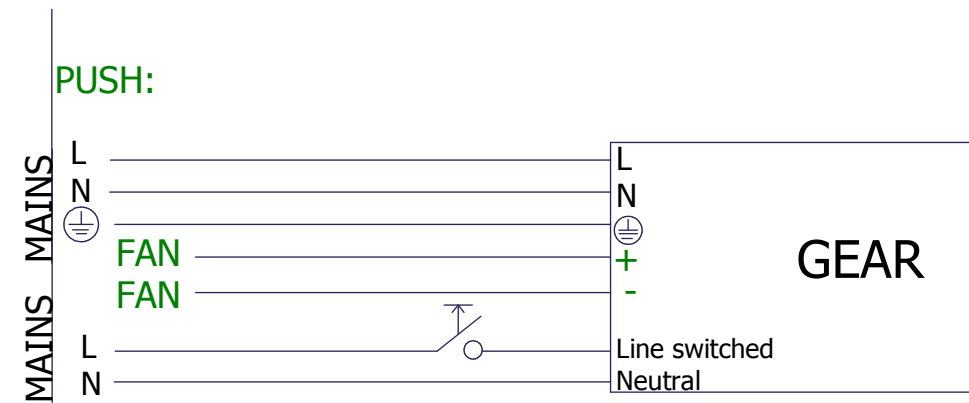 PUSH:
MAINS
L
N
L
N
FAN
+
FAN
-
GEAR
MAINS
L
Line switched
N
Neutral